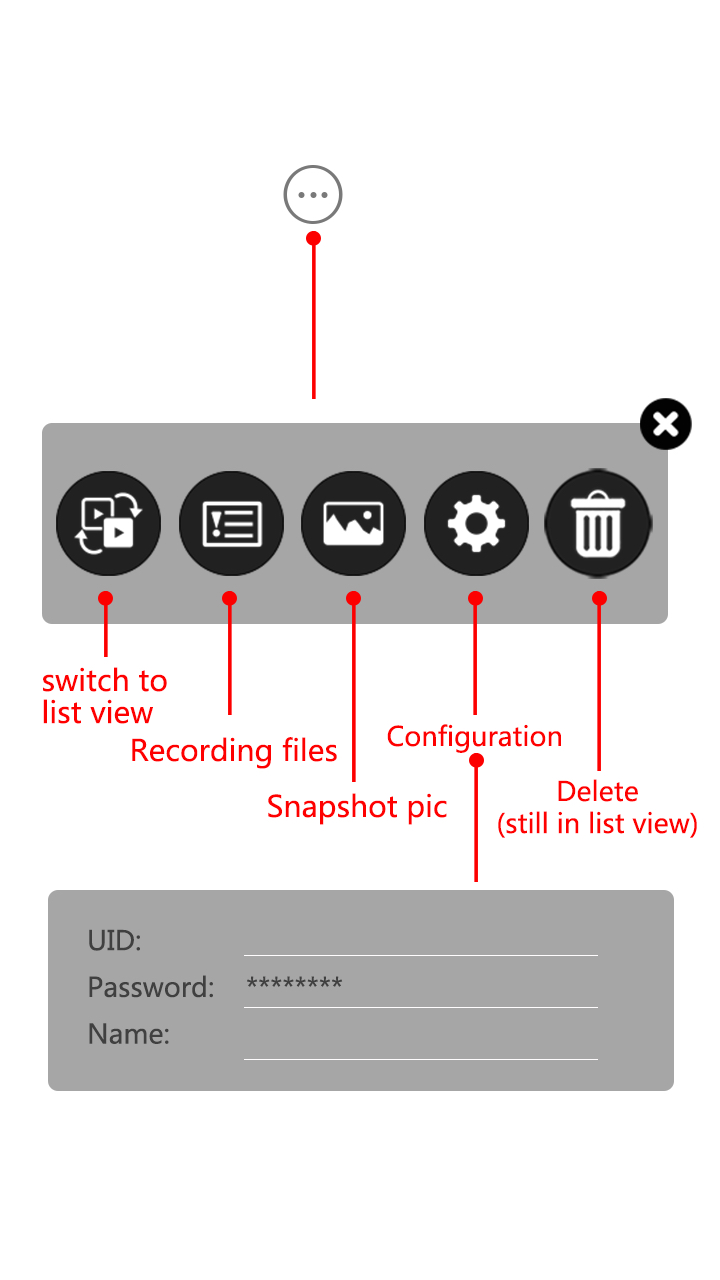 switch to
list view
Recording files
Configuration
Snapshot pic
Delete
(still in list view)
UID:
Password: ********
Name: